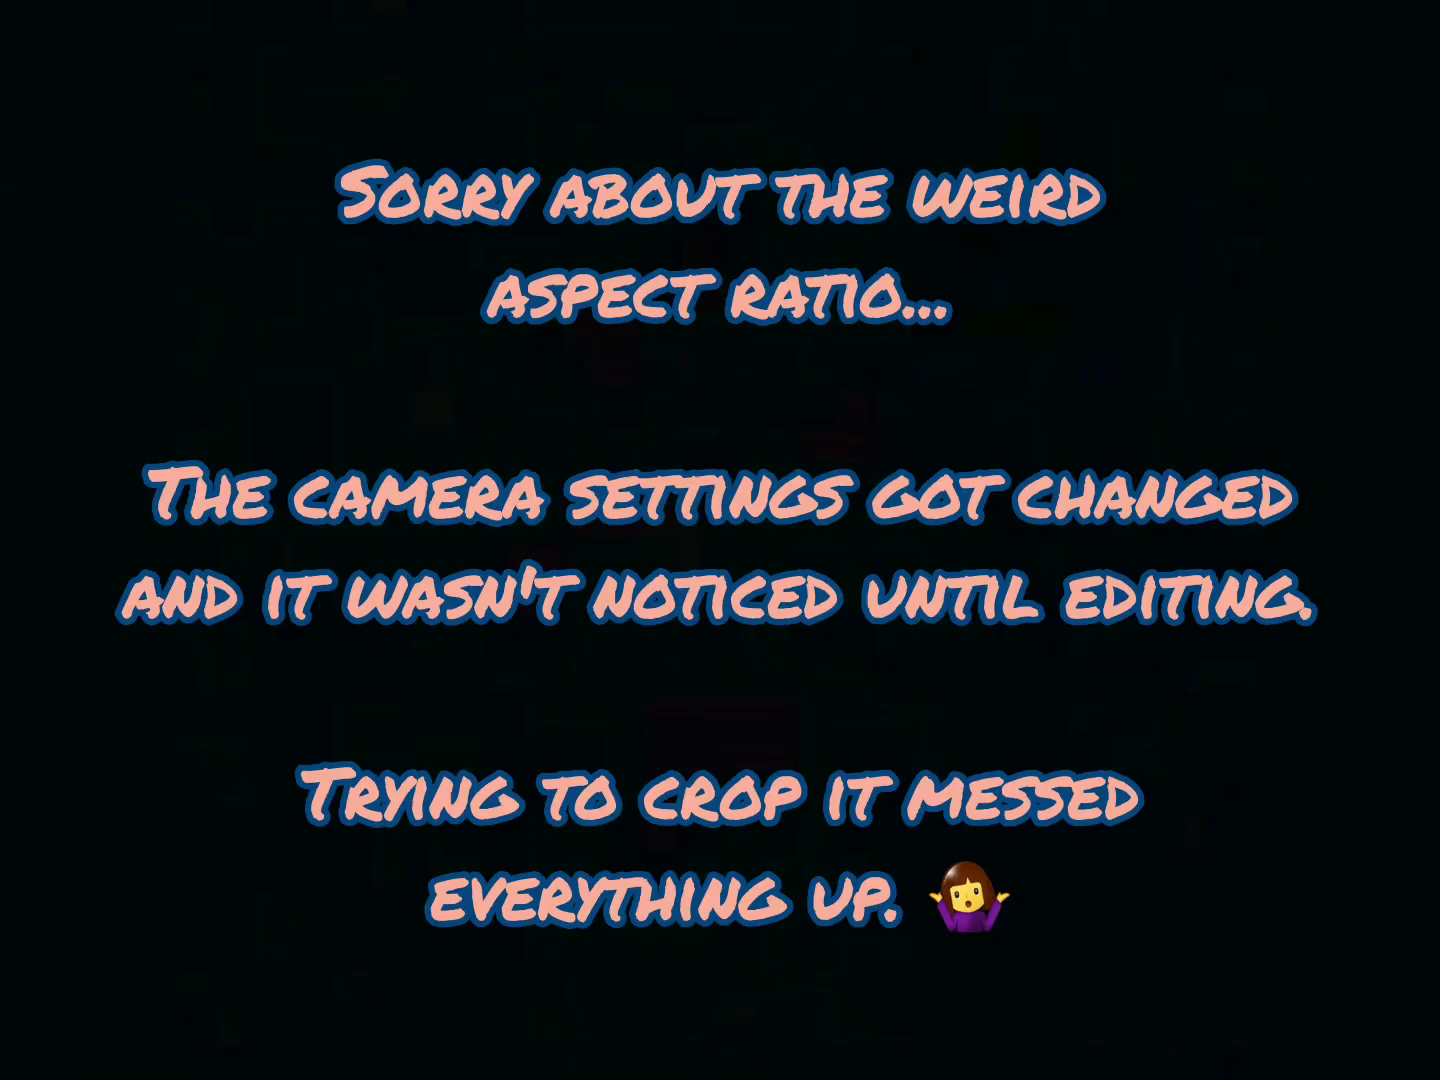 Sorry about the weird
aspect ratio...
The camera settings got changed
and it wasn't noticed until editing.
Trying to crop it messed
everything up. 🤷‍♀️